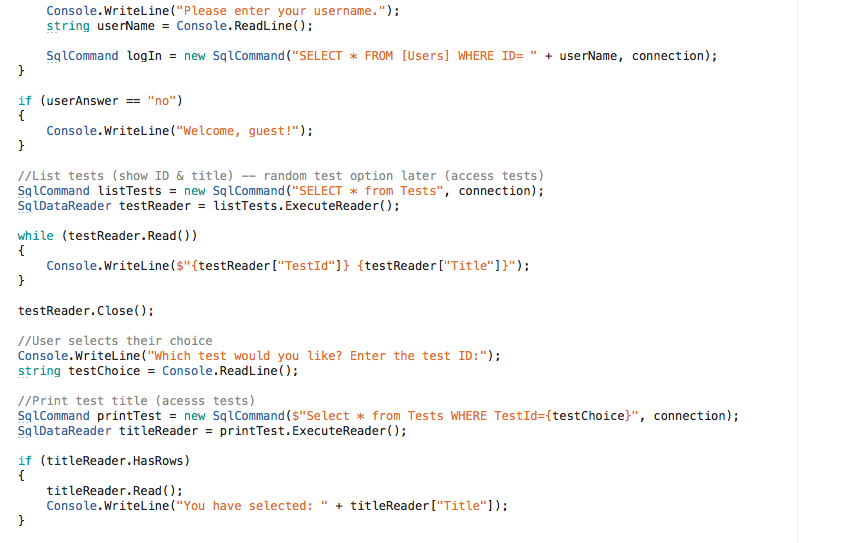 Console.WriteLine("Please enter your username.");
string userName = Console.ReadLine();
SqlCommand logIn = new SqlCommand("SELECT * FROM [Users] WHERE ID= " + userName, connection);
}
if (userAnswer == "no")
{
Console.WriteLine("Welcome, guest!");
}
//List tests (show ID & title) —— random test option later (access tests)
SqlCommand listTests = new SqlCommand("SELECT * from Tests", connection);
SqlDataReader testReader = listTests.ExecuteReader();
while (testReader.Read())
{
Console.WriteLine($"{testReader["TestId"]} {testReader["Title"]}");
}
testReader.Close();
//User selects their choice
Console.WriteLine("Which test would you like? Enter the test ID:");
string testChoice = Console.ReadLine();
//Print test title (acesss tests)
SqlCommand printTest = new SqlCommand($"Select * from Tests WHERE TestId={testChoice}", connection);
SqlDataReader titleReader = printTest.ExecuteReader();
if (titleReader.HasRows)
{
titleReader.Read();
Console.WriteLine("You have selected: " + titleReader["Title"]);
}